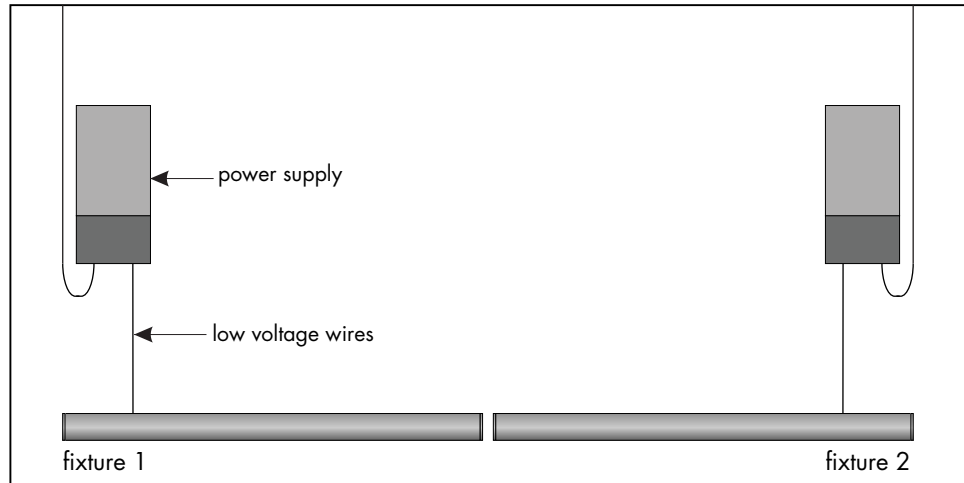 power supply
low voltage wires
fixture 1
fixture 2